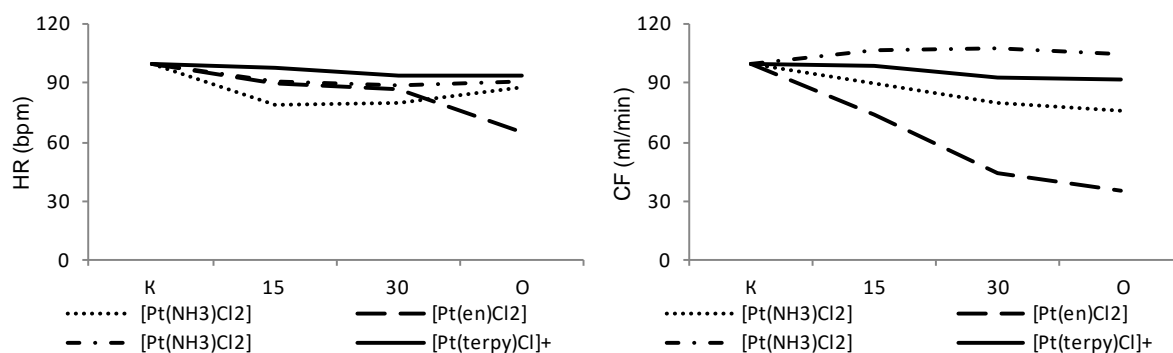 120
90
60
30
0
HR (bpm)
К 15 30 О
[Pt(NH3)Cl2] [Pt(en)Cl2]
[Pt(NH3)Cl2] [Pt(terpy)Cl]+
120
90
60
30
0
CF (ml/min)
К 15 30 О
[Pt(NH3)Cl2] [Pt(en)Cl2]
[Pt(NH3)Cl2] [Pt(terpy)Cl]+